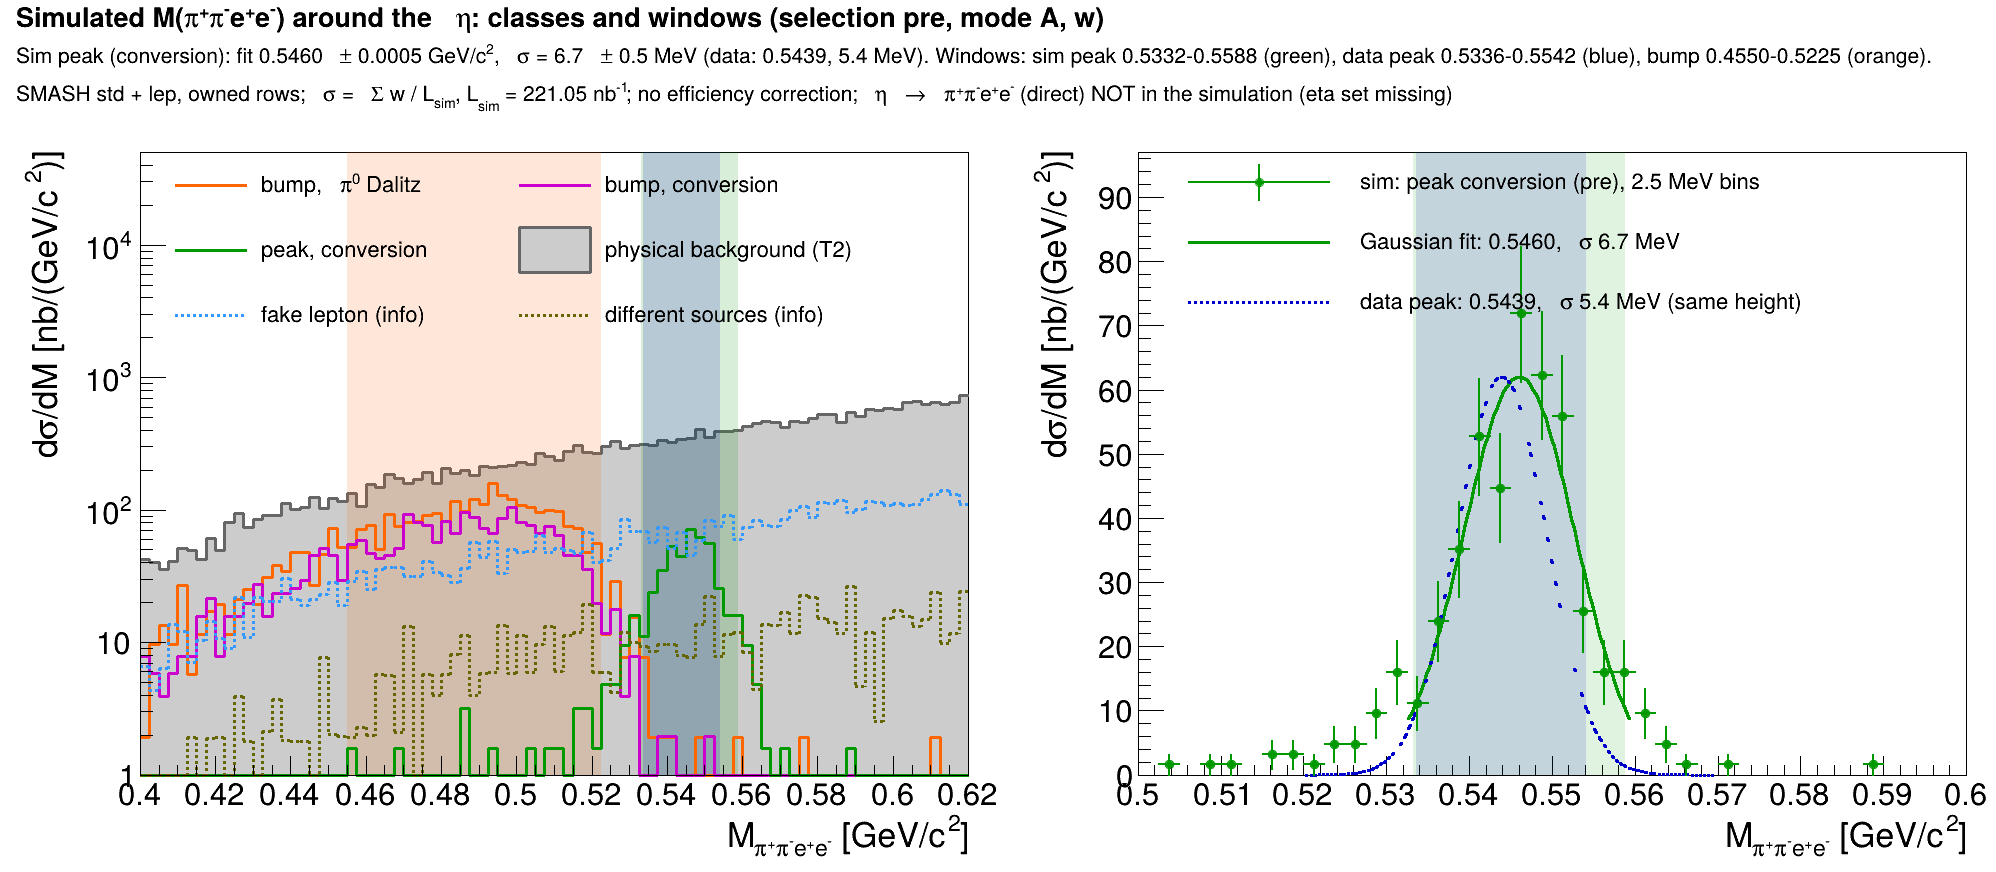 Simulated M(π⁺π⁻e⁺e⁻) around the η: classes and windows (selection pre, mode A, w)
Sim peak (conversion): fit 0.5460 ± 0.0005 GeV/c², σ = 6.7 ± 0.5 MeV (data: 0.5439, 5.4 MeV). Windows: sim peak 0.5332-0.5588 (green), data peak 0.5336-0.5542 (blue), bump 0.4550-0.5225 (orange).
SMASH std + lep, owned rows; σ = Σ w / L_sim, L_sim = 221.05 nb⁻¹; no efficiency correction; η → π⁺π⁻e⁺e⁻ (direct) NOT in the simulation (eta set missing)
dσ/dM [nb/(GeV/c²)]
bump, π⁰ Dalitz
bump, conversion
peak, conversion
physical background (T2)
fake lepton (info)
different sources (info)
10⁴
10³
10²
10
1
0.4 0.42 0.44 0.46 0.48 0.5 0.52 0.54 0.56 0.58 0.6 0.62
M_π⁺π⁻e⁺e⁻ [GeV/c²]
dσ/dM [nb/(GeV/c²)]
sim: peak conversion (pre), 2.5 MeV bins
Gaussian fit: 0.5460, σ 6.7 MeV
data peak: 0.5439, σ 5.4 MeV (same height)
90
80
70
60
50
40
30
20
10
0
0.5 0.51 0.52 0.53 0.54 0.55 0.56 0.57 0.58 0.59 0.6
M_π⁺π⁻e⁺e⁻ [GeV/c²]